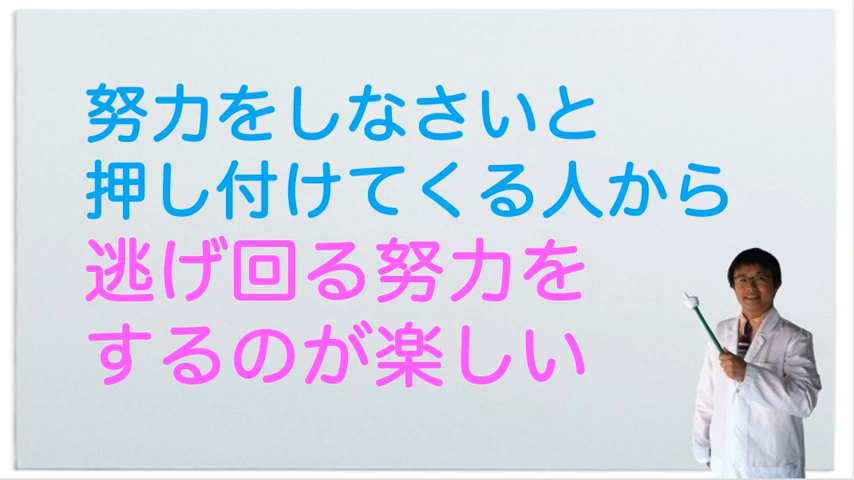 努力をしなさいと
押し付けてくる人から
逃げ回る努力を
するのが楽しい